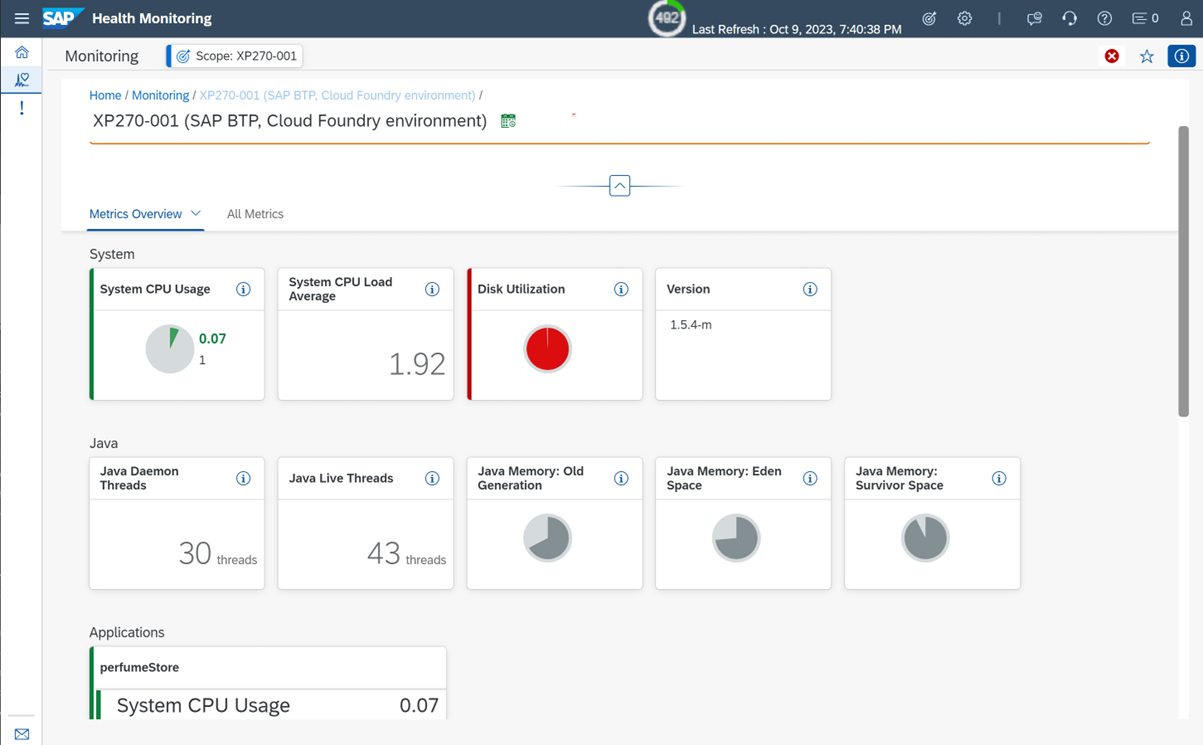 SAP Health Monitoring
492
Last Refresh : Oct 9, 2023, 7:40:38 PM
0
Monitoring
Scope: XP270-001
Home / Monitoring / XP270-001 (SAP BTP, Cloud Foundry environment) /
XP270-001 (SAP BTP, Cloud Foundry environment)
Metrics Overview
All Metrics
System
System CPU Usage
0.07
1
System CPU Load
Average
1.92
Disk Utilization
Version
1.5.4-m
Java
Java Daemon
Threads
30 threads
Java Live Threads
43 threads
Java Memory: Old
Generation
Java Memory: Eden
Space
Java Memory:
Survivor Space
Applications
perfumeStore
System CPU Usage 0.07